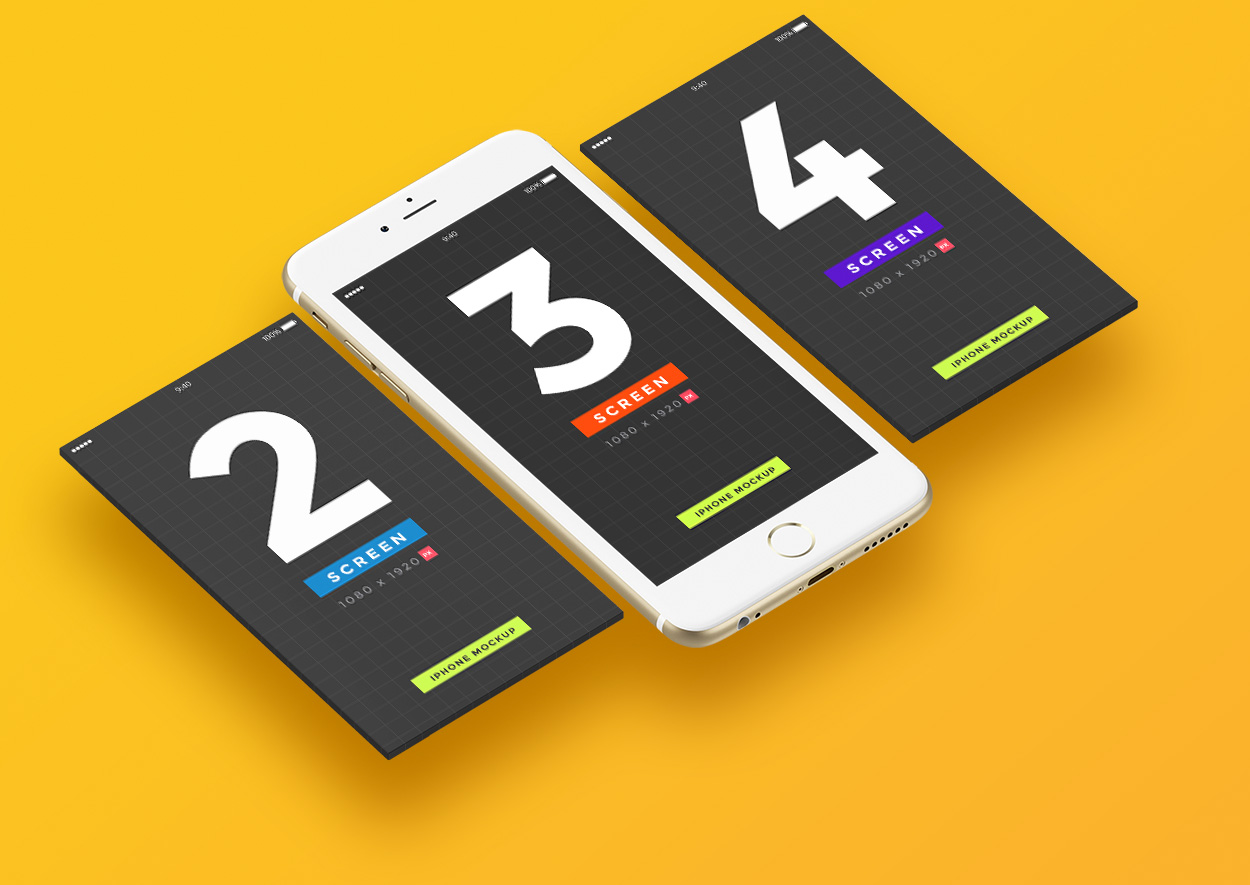 100%
9:40
2
SCREEN
1080 x 1920 PX
IPHONE MOCKUP
100%
9:40
3
SCREEN
1080 x 1920 PX
IPHONE MOCKUP
100%
9:40
4
SCREEN
1080 x 1920 PX
IPHONE MOCKUP